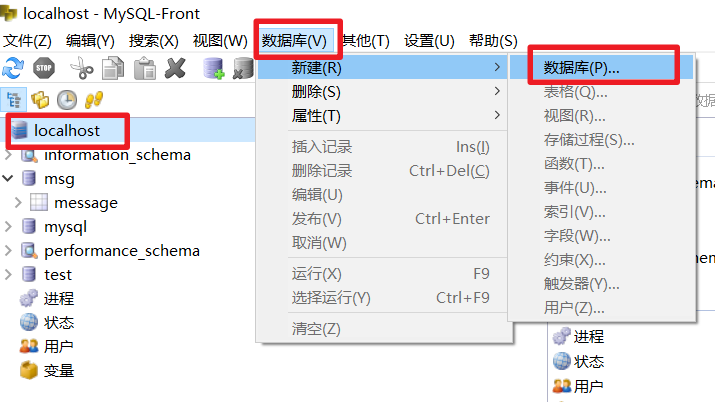 localhost - MySQL-Front
文件(Z) 编辑(Y) 搜索(X) 视图(W) 数据库(V) 其他(T) 设置(U) 帮助(S)
新建(R)
删除(S)
属性(T)
插入记录 Ins(I)
删除记录 Ctrl+Del(C)
编辑(U)
发布(V) Ctrl+Enter
取消(W)
运行(X) F9
选择运行(Y) Ctrl+F9
清空(Z)
数据库(P)...
表格(Q)...
视图(R)...
存储过程(S)...
函数(T)...
事件(U)...
索引(V)...
字段(W)...
约束(X)...
触发器(Y)...
用户(Z)...
STOP
localhost
information_schema
msg
message
mysql
performance_schema
test
进程
状态
用户
变量
数据
ma
hem
进程
状态
用户